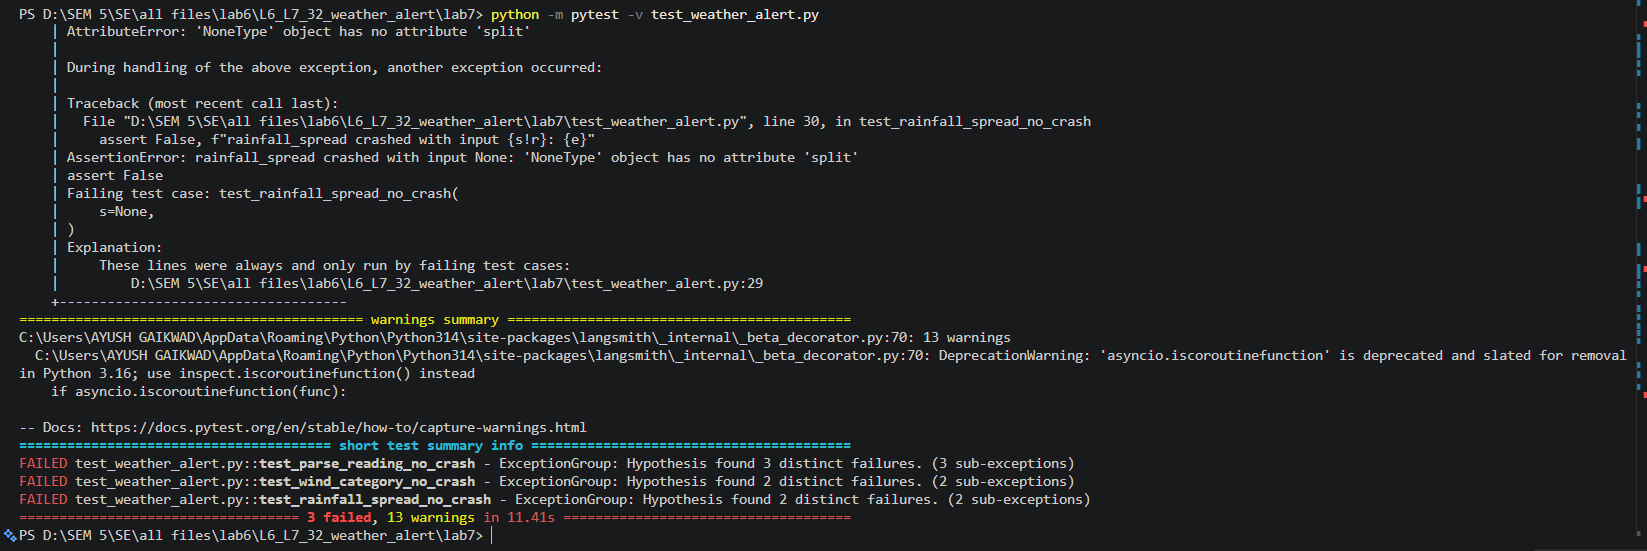 PS D:\SEM 5\SE\all files\lab6\L6_L7_32_weather_alert\lab7> python -m pytest -v test_weather_alert.py
    | AttributeError: 'NoneType' object has no attribute 'split'
    |
    | During handling of the above exception, another exception occurred:
    |
    | Traceback (most recent call last):
    |   File "D:\SEM 5\SE\all files\lab6\L6_L7_32_weather_alert\lab7\test_weather_alert.py", line 30, in test_rainfall_spread_no_crash
    |     assert False, f"rainfall_spread crashed with input {s!r}: {e}"
    | AssertionError: rainfall_spread crashed with input None: 'NoneType' object has no attribute 'split'
    | assert False
    | Failing test case: test_rainfall_spread_no_crash(
    |     s=None,
    | )
    | Explanation:
    |     These lines were always and only run by failing test cases:
    |         D:\SEM 5\SE\all files\lab6\L6_L7_32_weather_alert\lab7\test_weather_alert.py:29
    +------------------------------------
=========================================== warnings summary ===========================================
C:\Users\AYUSH GAIKWAD\AppData\Roaming\Python\Python314\site-packages\langsmith\_internal\_beta_decorator.py:70: 13 warnings
  C:\Users\AYUSH GAIKWAD\AppData\Roaming\Python\Python314\site-packages\langsmith\_internal\_beta_decorator.py:70: DeprecationWarning: 'asyncio.iscoroutinefunction' is deprecated and slated for removal
in Python 3.16; use inspect.iscoroutinefunction() instead
    if asyncio.iscoroutinefunction(func):

-- Docs: https://docs.pytest.org/en/stable/how-to/capture-warnings.html
======================================= short test summary info ========================================
FAILED test_weather_alert.py::test_parse_reading_no_crash - ExceptionGroup: Hypothesis found 3 distinct failures. (3 sub-exceptions)
FAILED test_weather_alert.py::test_wind_category_no_crash - ExceptionGroup: Hypothesis found 2 distinct failures. (2 sub-exceptions)
FAILED test_weather_alert.py::test_rainfall_spread_no_crash - ExceptionGroup: Hypothesis found 2 distinct failures. (2 sub-exceptions)
=================================== 3 failed, 13 warnings in 11.41s ====================================
PS D:\SEM 5\SE\all files\lab6\L6_L7_32_weather_alert\lab7>